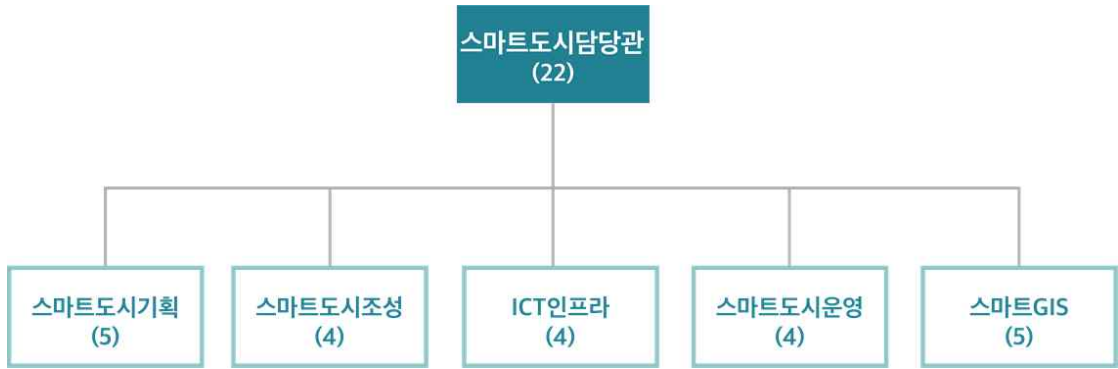 스마트도시담당관
(22)
스마트도시기획
(5)
스마트도시조성
(4)
ICT인프라
(4)
스마트도시운영
(4)
스마트GIS
(5)